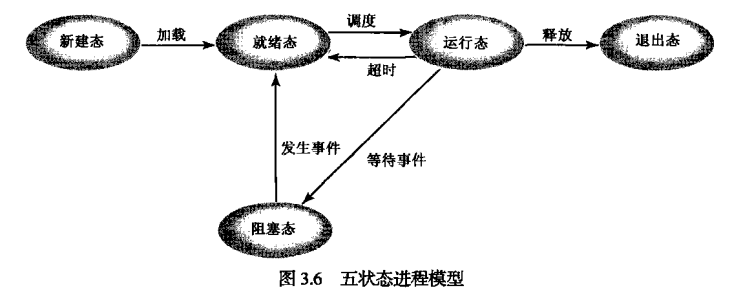 新建态
加载
就绪态
调度
超时
运行态
释放
退出态
发生事件
等待事件
阻塞态
图 3.6 五状态进程模型